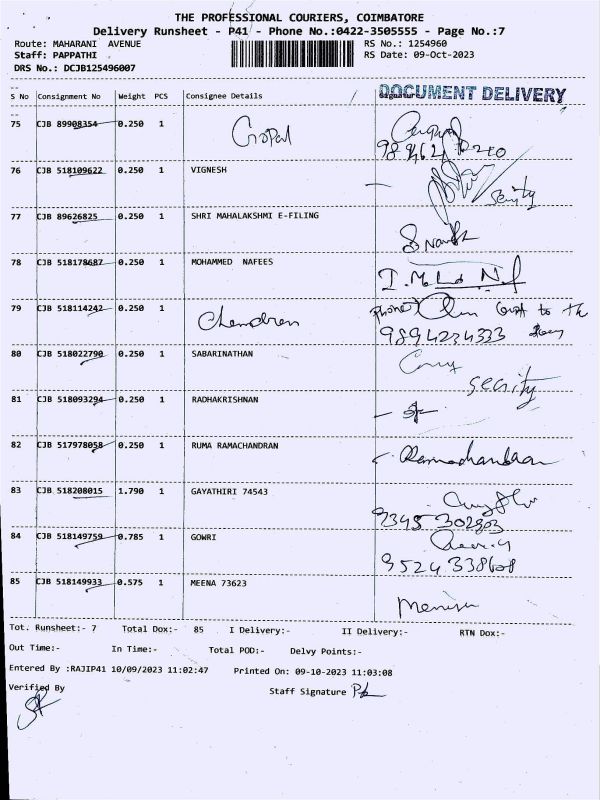 THE PROFESSIONAL COURIERS, COIMBATORE
Delivery Runsheet - P41 - Phone No.:0422-3505555 - Page No.:7
Route: MAHARANI AVENUE RS No.: 1254960
Staff: PAPPATHI RS Date: 09-Oct-2023
DRS No.: DCJB125496007
S No Consignment No Weight PCS Consignee Details DOCUMENT DELIVERY
75 CJB 89908354 0.250 1 Gopal
76 CJB 518109622 0.250 1 VIGNESH
77 CJB 89626825 0.250 1 SHRI MAHALAKSHMI E-FILING
78 CJB 518178687 0.250 1 MOHAMMED NAFEES
79 CJB 518114242 0.250 1 Chandran
9894234333
80 CJB 518022790 0.250 1 SABARINATHAN
secrity
81 CJB 518093294 0.250 1 RADHAKRISHNAN
82 CJB 517978058 0.250 1 RUMA RAMACHANDRAN Ramachandran
83 CJB 518208015 1.790 1 GAYATHIRI 74543
9345 302803
84 CJB 518149759 0.785 1 GOWRI
9524338608
85 CJB 518149933 0.575 1 MEENA 73623
Tot. Runsheet:- 7 Total Dox:- 85 I Delivery:- II Delivery:- RTN Dox:-
Out Time:- In Time:- Total POD:- Delvy Points:-
Entered By :RAJIP41 10/09/2023 11:02:47 Printed On: 09-10-2023 11:03:08
Verified By Staff Signature